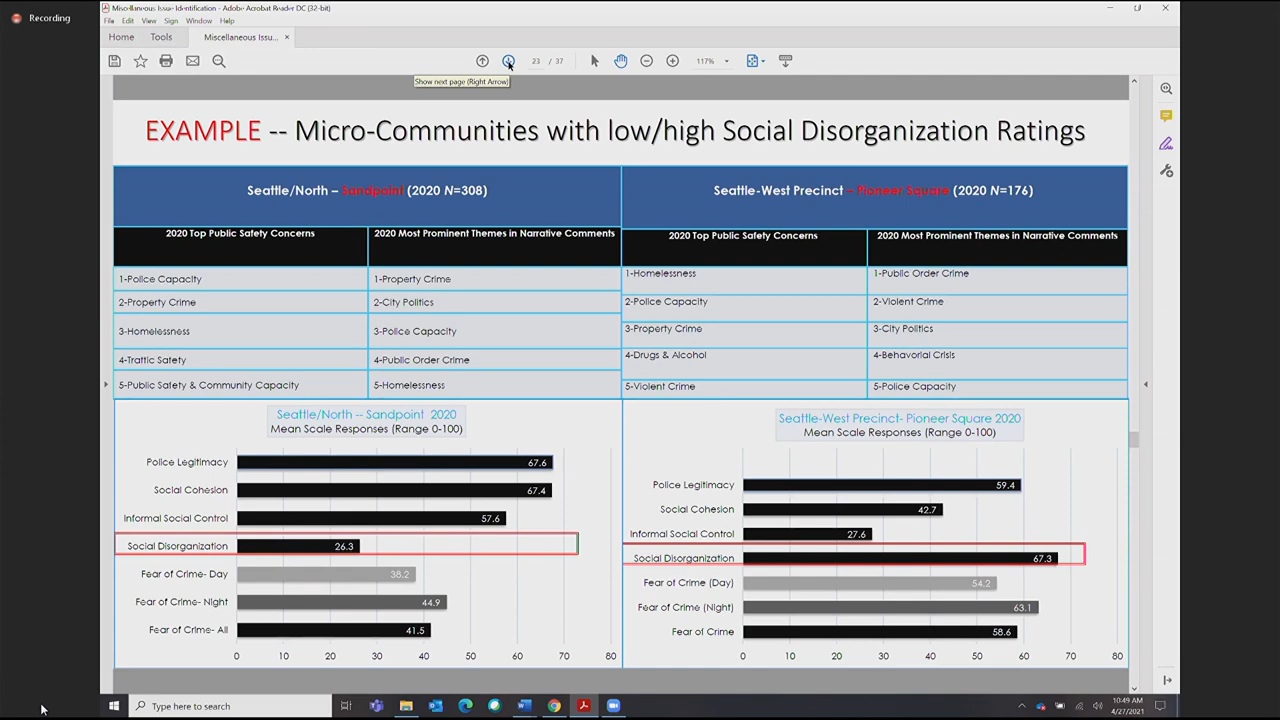 Recording
Miscellaneous Issue Identification - Adobe Acrobat Reader DC (32-bit)
File Edit View Sign Window Help
Home Tools Miscellaneous Issu... ×
23 / 37 117%
Show next page (Right Arrow)
EXAMPLE -- Micro-Communities with low/high Social Disorganization Ratings
Seattle/North – Sandpoint (2020 N=308)
Seattle-West Precinct – Pioneer Square (2020 N=176)
2020 Top Public Safety Concerns
2020 Most Prominent Themes in Narrative Comments
2020 Top Public Safety Concerns
2020 Most Prominent Themes in Narrative Comments
1-Police Capacity
1-Property Crime
1-Homelessness
1-Public Order Crime
2-Property Crime
2-City Politics
2-Police Capacity
2-Violent Crime
3-Homelessness
3-Police Capacity
3-Property Crime
3-City Politics
4-Traffic Safety
4-Public Order Crime
4-Drugs & Alcohol
4-Behavorial Crisis
5-Public Safety & Community Capacity
5-Homelessness
5-Violent Crime
5-Police Capacity
Seattle/North -- Sandpoint 2020
Mean Scale Responses (Range 0-100)
Police Legitimacy 67.6
Social Cohesion 67.4
Informal Social Control 57.6
Social Disorganization 26.3
Fear of Crime- Day 38.2
Fear of Crime- Night 44.9
Fear of Crime- All 41.5
0 10 20 30 40 50 60 70 80
Seattle-West Precinct- Pioneer Square 2020
Mean Scale Responses (Range 0-100)
Police Legitimacy 59.4
Social Cohesion 42.7
Informal Social Control 27.6
Social Disorganization 67.3
Fear of Crime (Day) 54.2
Fear of Crime (Night) 63.1
Fear of Crime 58.6
0 10 20 30 40 50 60 70 80
Type here to search
10:49 AM
4/27/2021